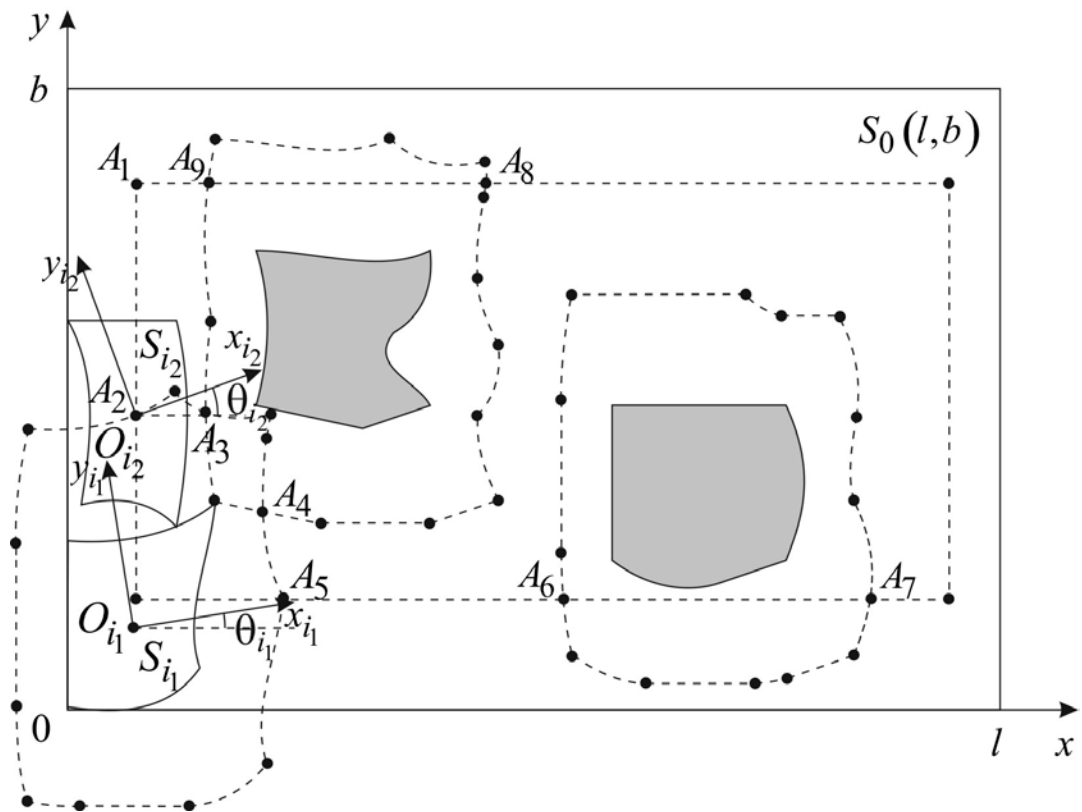 y
b
S₀(l,b)
A₁ A₉ A₈
y_{i₂}
S_{i₂} x_{i₂}
A₂ θ_{i₂}
O_{i₂} A₃
y_{i₁}
A₄
A₅ A₆ A₇
O_{i₁} θ_{i₁} x_{i₁}
S_{i₁}
0 l x